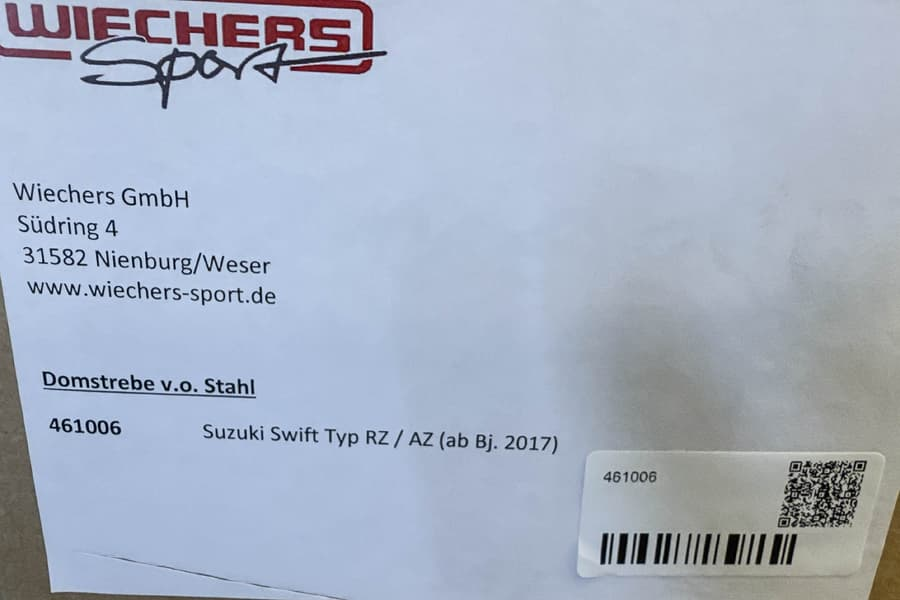 WIECHERS
Sport
Wiechers GmbH
Südring 4
31582 Nienburg/Weser
www.wiechers-sport.de
Domstrebe v.o. Stahl
461006 Suzuki Swift Typ RZ / AZ (ab Bj. 2017)
461006